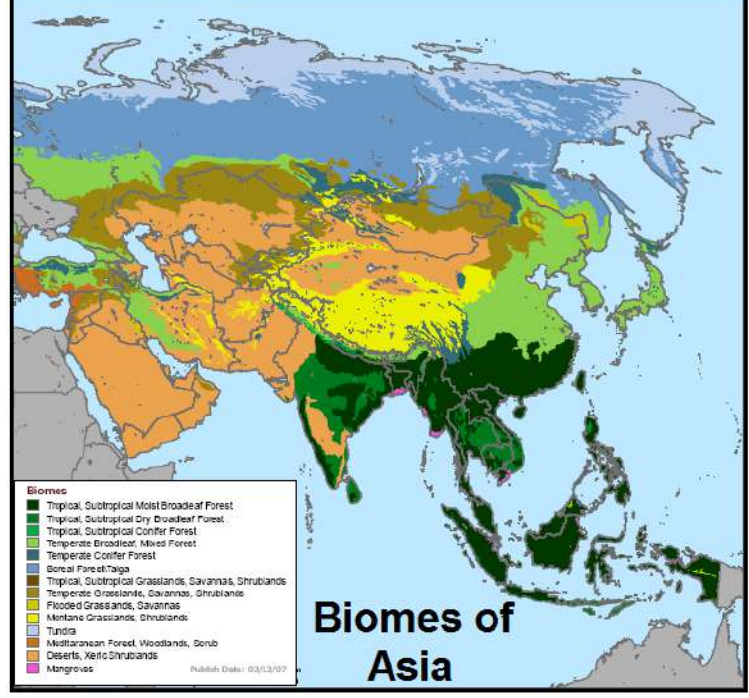 Biomes
Tropical, Subtropical Moist Broadleaf Forest
Tropical, Subtropical Dry Broadleaf Forest
Tropical, Subtropical Conifer Forest
Temperate Broadleaf, Mixed Forest
Temperate Conifer Forest
Boreal Forest\Taiga
Tropical, Subtropical Grasslands, Savannas, Shrublands
Temperate Grasslands, Savannas, Shrublands
Flooded Grasslands, Savannas
Montane Grasslands, Shrublands
Tundra
Mediteranean Forest, Woodlands, Scrub
Deserts, Xeric Shrublands
Mangroves
Publish Date: 03/13/07
Biomes of
Asia